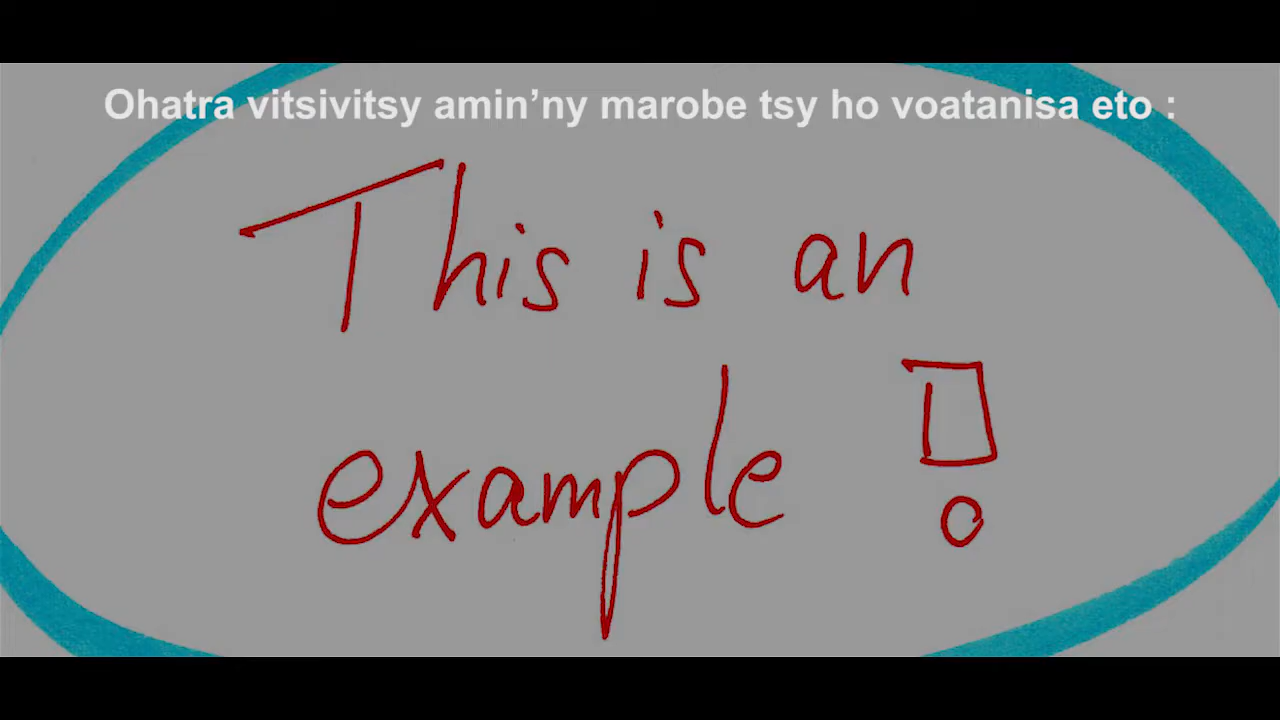 Ohatra vitsivitsy amin’ny marobe tsy ho voatanisa eto :
This is an
example !